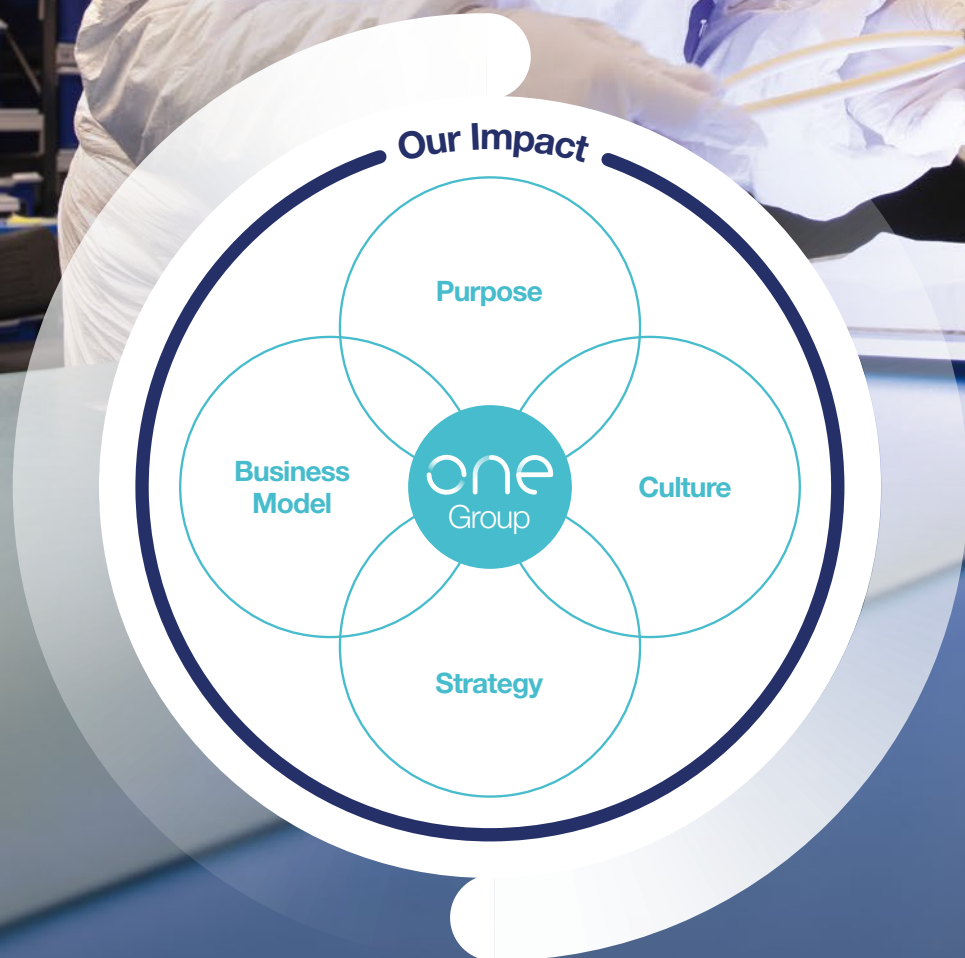 Our Impact
Purpose
Business
Model
one
Group
Culture
Strategy